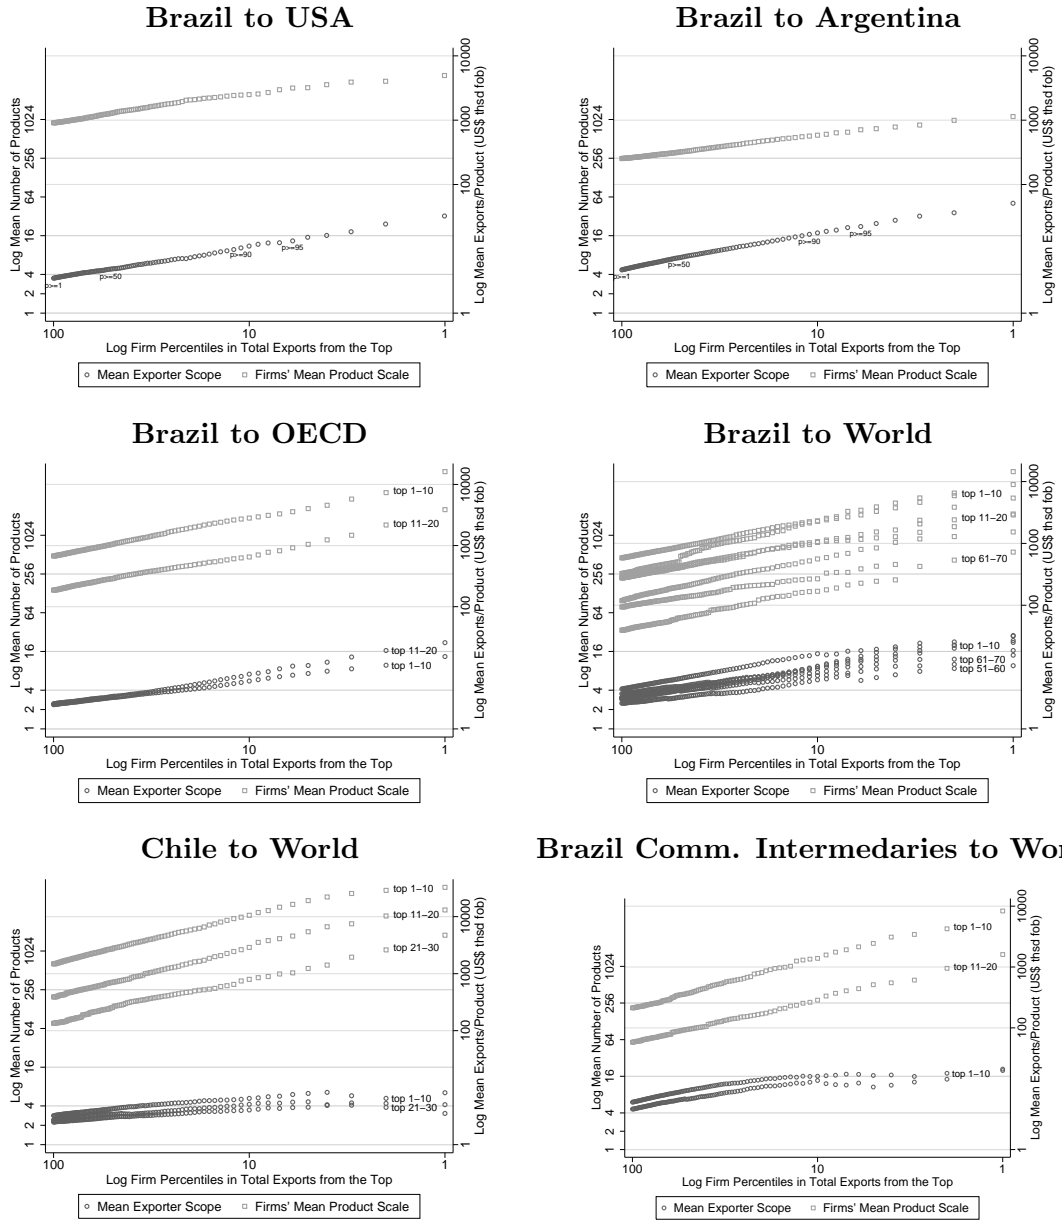 Brazil to USA
Log Mean Number of Products
1 2 4 16 64 256 1024
Log Mean Exports/Product (US$ thsd fob)
1 100 1000 10000
p>=1
p>=50
p>=90
p>=95
100 10 1
Log Firm Percentiles in Total Exports from the Top
Mean Exporter Scope Firms' Mean Product Scale
Brazil to Argentina
Log Mean Number of Products
1 2 4 16 64 256 1024
Log Mean Exports/Product (US$ thsd fob)
1 100 1000 10000
p>=1
p>=50
p>=90
p>=95
100 10 1
Log Firm Percentiles in Total Exports from the Top
Mean Exporter Scope Firms' Mean Product Scale
Brazil to OECD
Log Mean Number of Products
1 2 4 16 64 256 1024
Log Mean Exports/Product (US$ thsd fob)
1 100 1000 10000
top 1–10
top 11–20
top 11–20
top 1–10
100 10 1
Log Firm Percentiles in Total Exports from the Top
Mean Exporter Scope Firms' Mean Product Scale
Brazil to World
Log Mean Number of Products
1 2 4 16 64 256 1024
Log Mean Exports/Product (US$ thsd fob)
1 100 1000 10000
top 1–10
top 11–20
top 61–70
top 1–10
top 61–70
top 51–60
100 10 1
Log Firm Percentiles in Total Exports from the Top
Mean Exporter Scope Firms' Mean Product Scale
Chile to World
Log Mean Number of Products
1 4 16 64 256 1024
Log Mean Exports/Product (US$ thsd fob)
1 100 1000 10000
top 1–10
top 11–20
top 21–30
top 1–10
top 21–30
100 10 1
Log Firm Percentiles in Total Exports from the Top
Mean Exporter Scope Firms' Mean Product Scale
Brazil Comm. Intermedaries to Wor
Log Mean Number of Products
1 4 16 64 256 1024
Log Mean Exports/Product (US$ thsd fob)
1 100 1000 10000
top 1–10
top 11–20
top 1–10
100 10 1
Log Firm Percentiles in Total Exports from the Top
Mean Exporter Scope Firms' Mean Product Scale